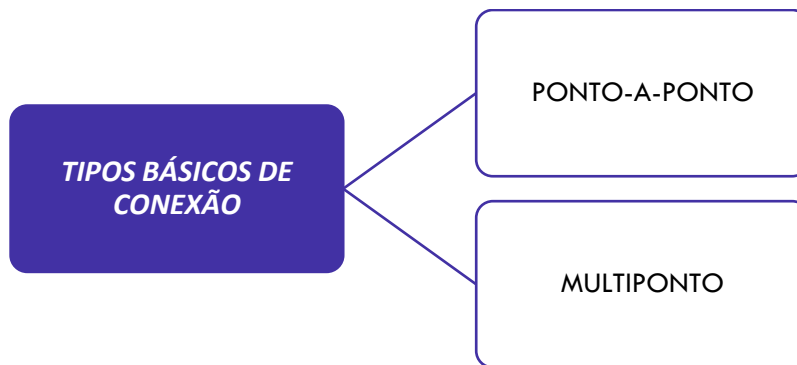 TIPOS BÁSICOS DE
CONEXÃO
PONTO-A-PONTO
MULTIPONTO